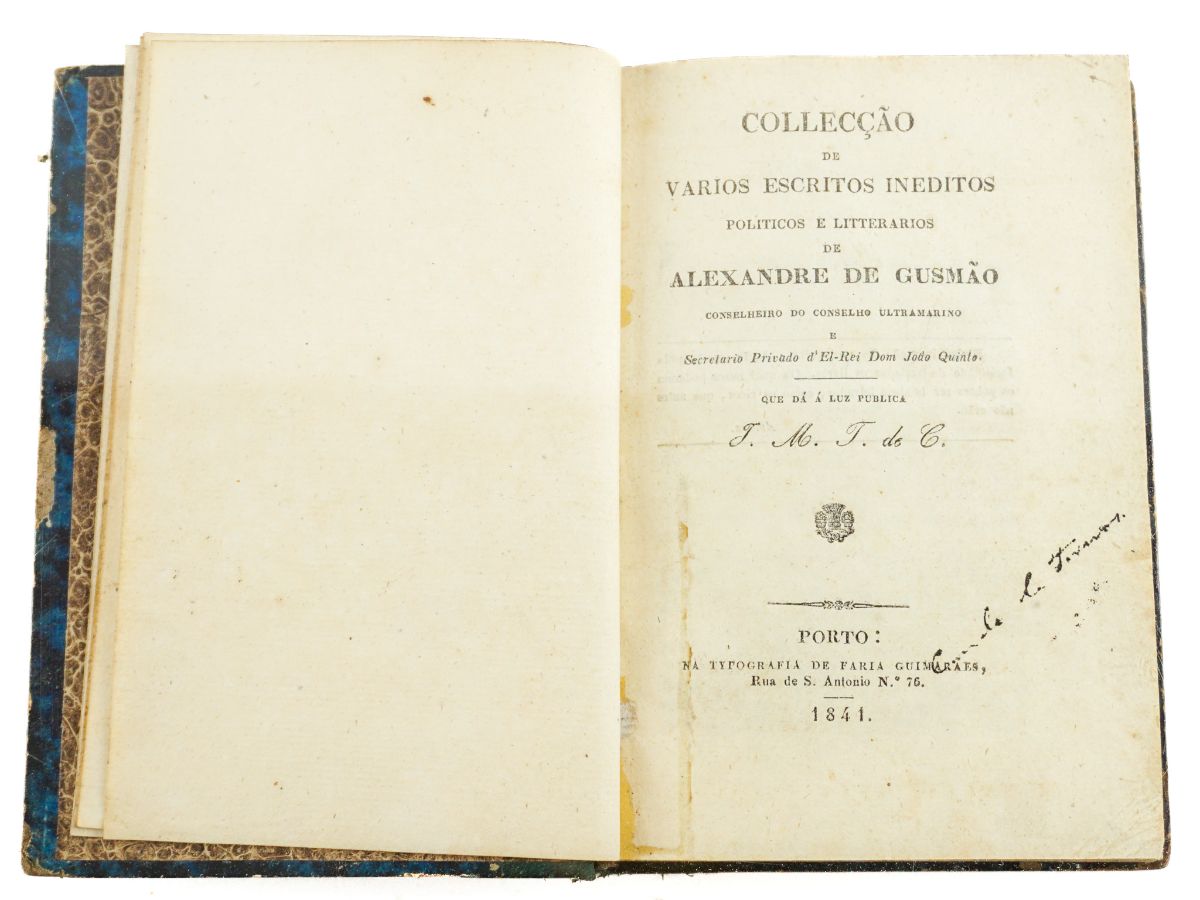 COLLECÇÃO
DE
VARIOS ESCRITOS INEDITOS
POLITICOS E LITTERARIOS
DE
ALEXANDRE DE GUSMÃO
CONSELHEIRO DO CONSELHO ULTRAMARINO
E
Secretario Privado d'El-Rei Dom João Quinto.
QUE DÁ Á LUZ PUBLICA
J. M. T. de C.
PORTO:
NA TYPOGRAFIA DE FARIA GUIMARÃES,
Rua de S. Antonio N.º 76.
1841.